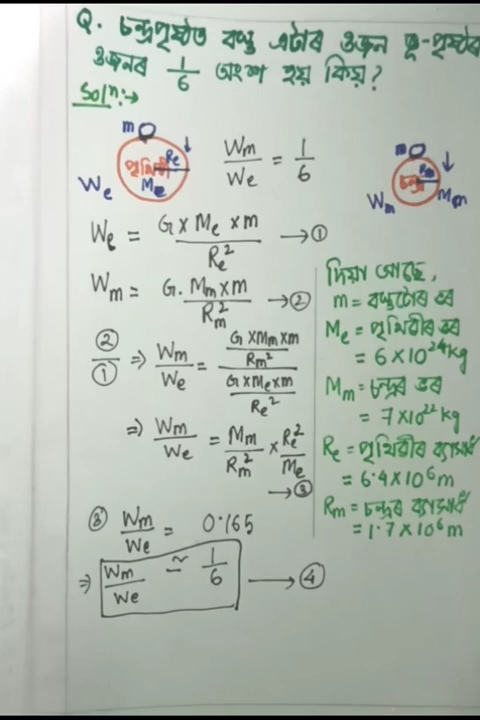 Q. চন্দ্ৰপৃষ্ঠত বস্তু এটাৰ ওজন ভূ-পৃষ্ঠৰ
ওজনৰ 1/6 অংশ হয় কিয়?
Solⁿ:→
m
পৃথিৱী
Re
Me
We
Wm/We = 1/6
m
চন্দ্ৰ
Rm
Mm
Wm
We = G × Me × m / Re² → ①
Wm = G. Mm × m / Rm² → ②
②/① ⇒ Wm/We = (G × Mm × m / Rm²) / (G × Me × m / Re²)
⇒ Wm/We = Mm/Rm² × Re²/Me
→ ③
③ Wm/We = 0.165
⇒ Wm/We ≃ 1/6 → ④
দিয়া আছে,
m = বস্তুটোৰ ভৰ
Me = পৃথিৱীৰ ভৰ
= 6 × 10²⁴ kg
Mm = চন্দ্ৰৰ ভৰ
= 7 × 10²² kg
Re = পৃথিৱীৰ ব্যাসাৰ্ধ
= 6.4 × 10⁶ m
Rm = চন্দ্ৰৰ ব্যাসাৰ্ধ
= 1.7 × 10⁶ m